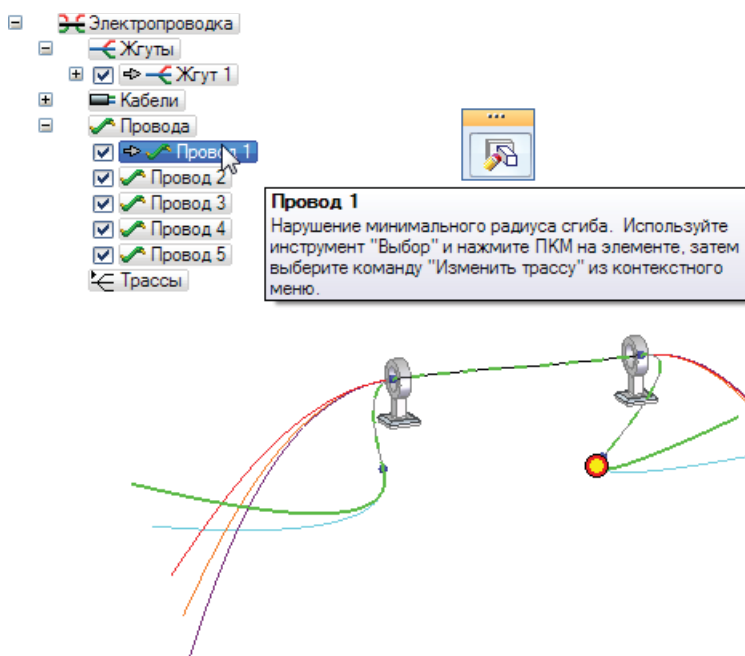 Электропроводка
Жгуты
Жгут 1
Кабели
Провода
Провод 1
Провод 2
Провод 3
Провод 4
Провод 5
Трассы
Провод 1
Нарушение минимального радиуса сгиба. Используйте
инструмент "Выбор" и нажмите ПКМ на элементе, затем
выберите команду "Изменить трассу" из контекстного
меню.